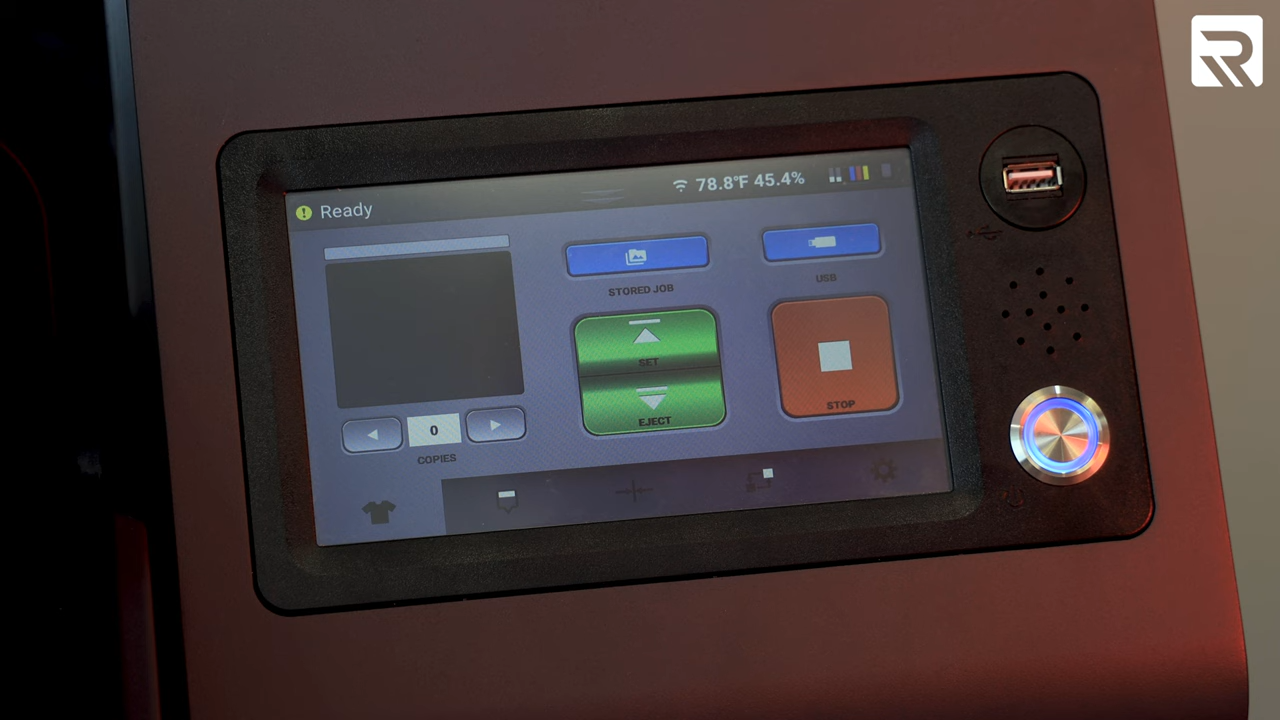 78.8°F 45.4%
Ready
STORED JOB
USB
SET
EJECT
STOP
0
COPIES